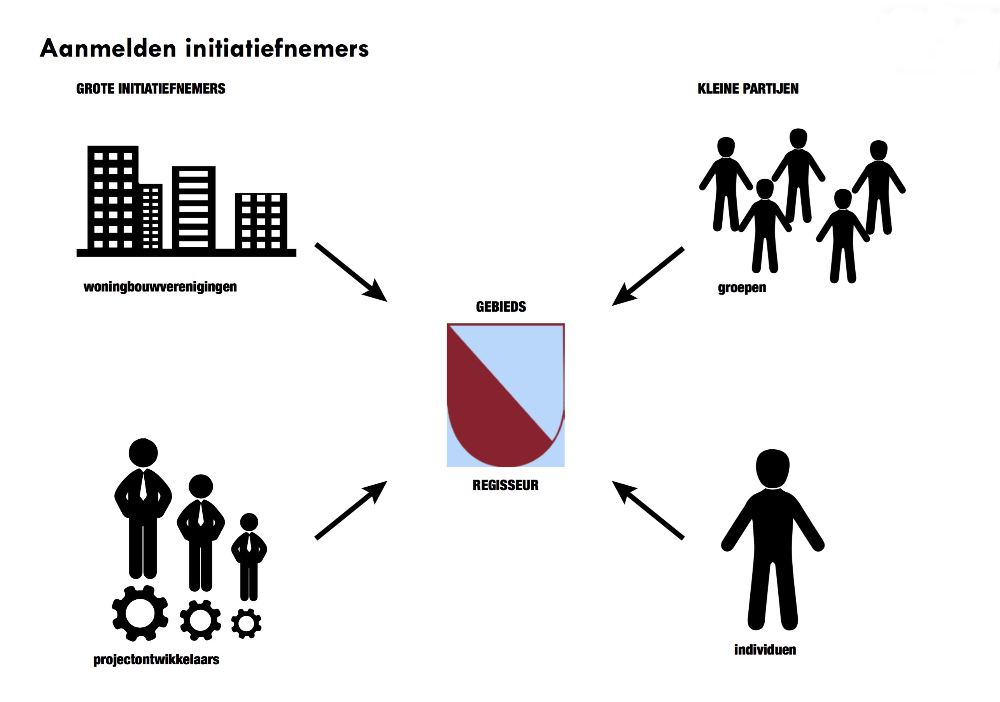 Aanmelden initiatiefnemers
GROTE INITIATIEFNEMERS
KLEINE PARTIJEN
woningbouwverenigingen
groepen
GEBIEDS
REGISSEUR
projectontwikkelaars
individuen